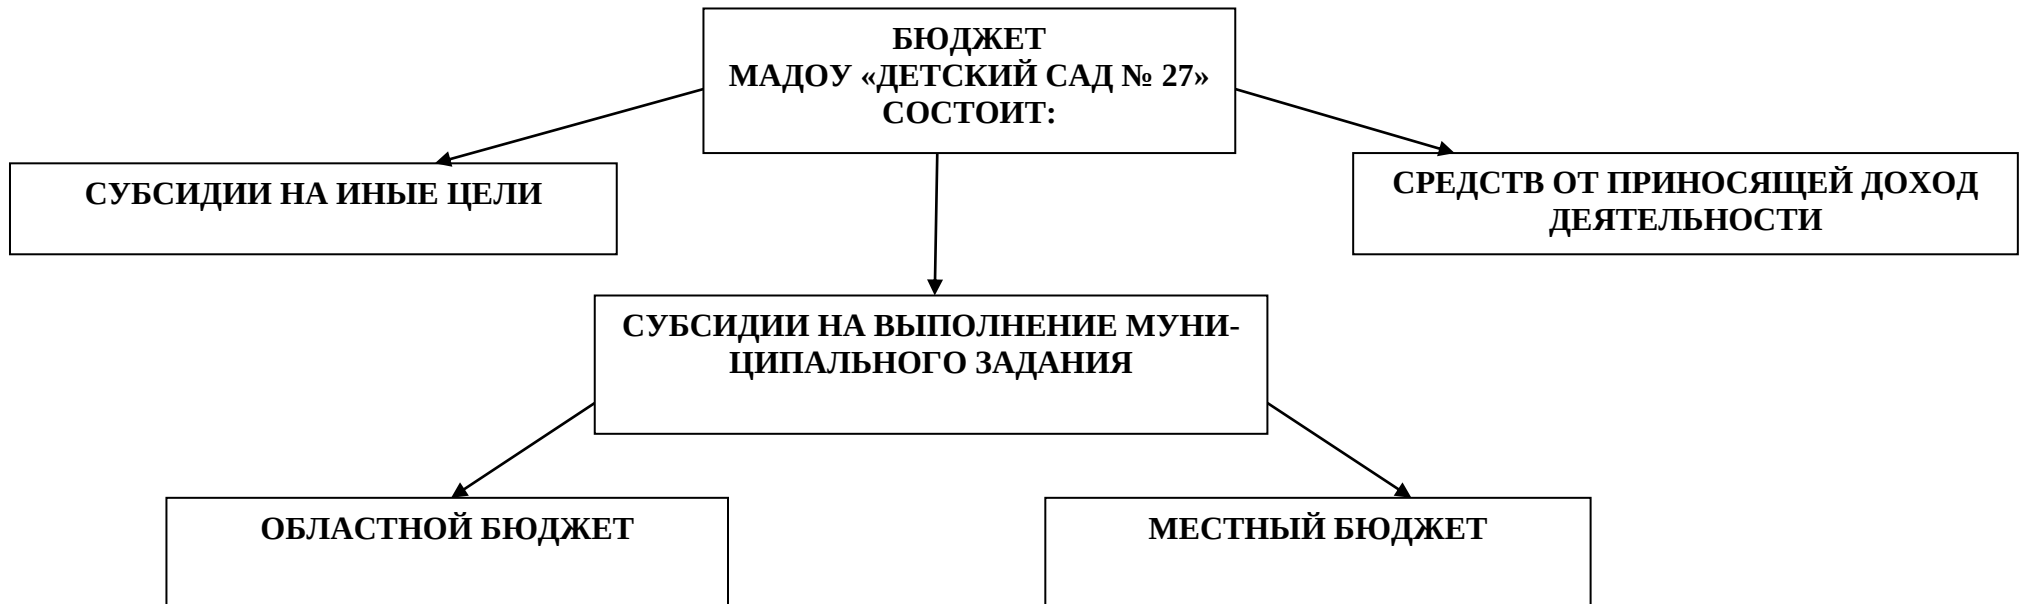 БЮДЖЕТ
МАДОУ «ДЕТСКИЙ САД № 27»
СОСТОИТ:
СУБСИДИИ НА ИНЫЕ ЦЕЛИ
СРЕДСТВ ОТ ПРИНОСЯЩЕЙ ДОХОД
ДЕЯТЕЛЬНОСТИ
СУБСИДИИ НА ВЫПОЛНЕНИЕ МУНИ-
ЦИПАЛЬНОГО ЗАДАНИЯ
ОБЛАСТНОЙ БЮДЖЕТ
МЕСТНЫЙ БЮДЖЕТ